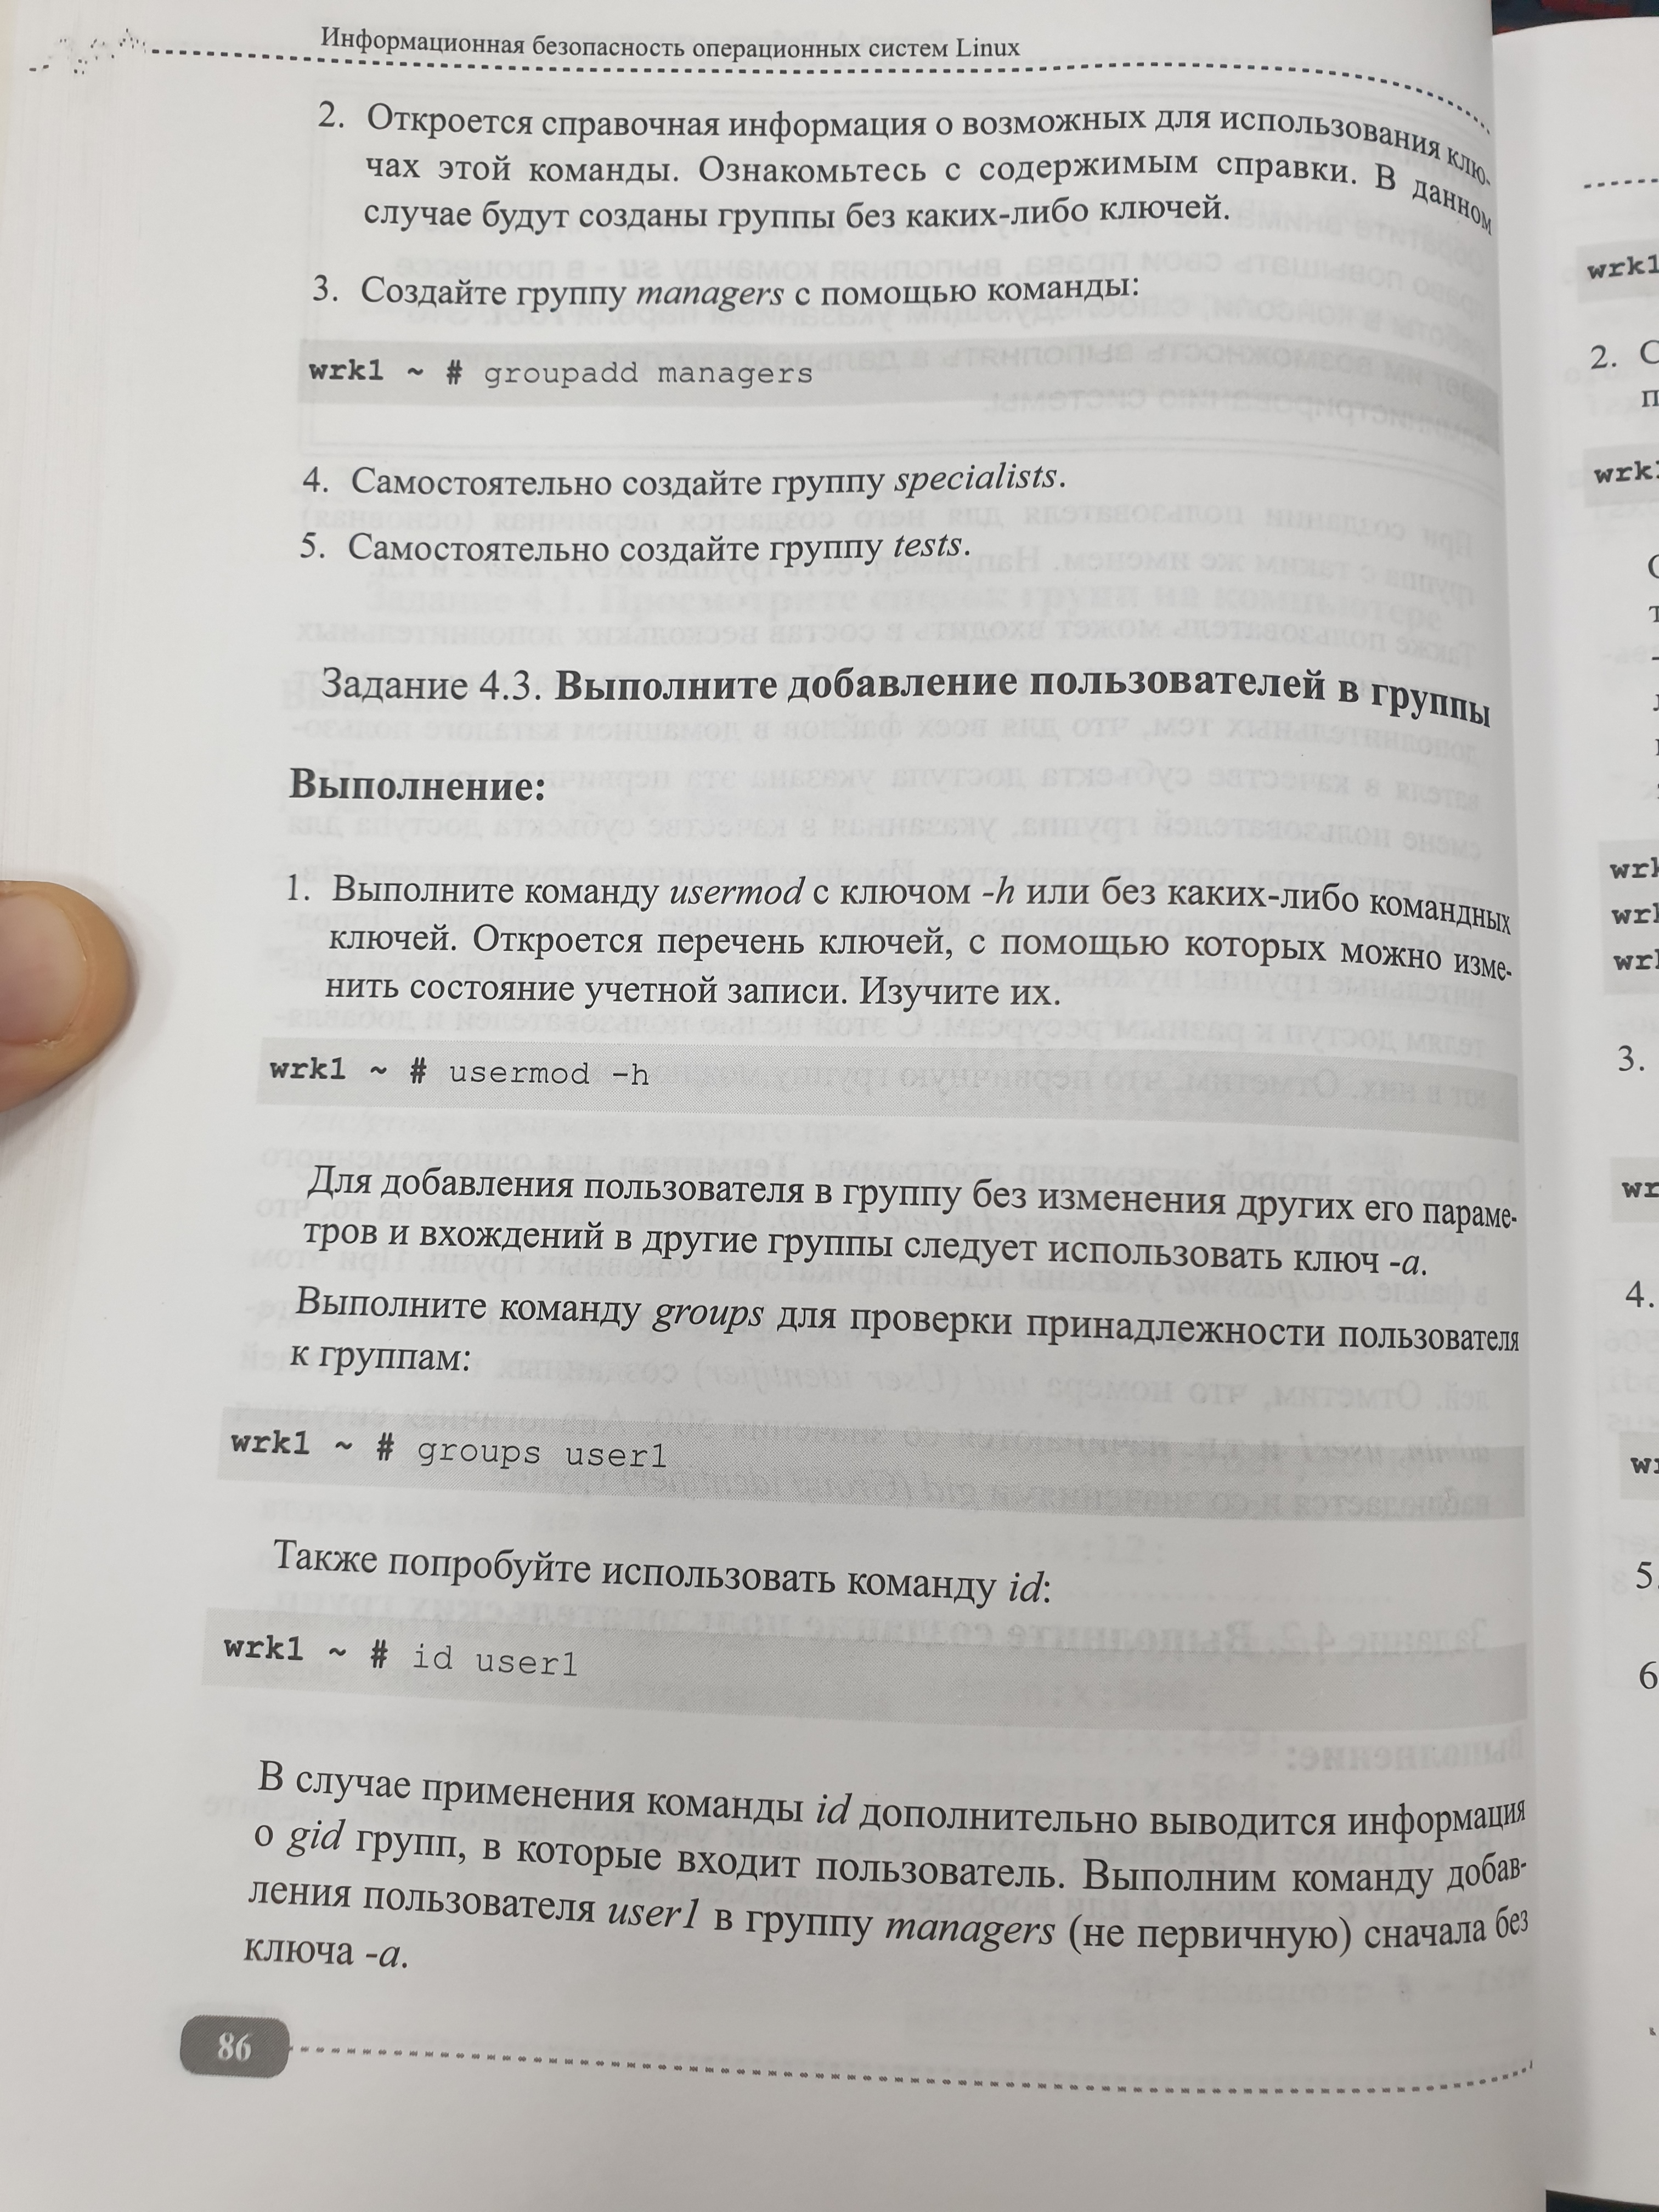 Информационная безопасность операционных систем Linux
2. Откроется справочная информация о возможных для использования клю-
чах этой команды. Ознакомьтесь с содержимым справки. В данном
случае будут созданы группы без каких-либо ключей.
3. Создайте группу managers с помощью команды:
wrk1 ~ # groupadd managers
4. Самостоятельно создайте группу specialists.
5. Самостоятельно создайте группу tests.
Задание 4.3. Выполните добавление пользователей в группы
Выполнение:
1. Выполните команду usermod с ключом -h или без каких-либо командных
ключей. Откроется перечень ключей, с помощью которых можно изме-
нить состояние учетной записи. Изучите их.
wrk1 ~ # usermod -h
Для добавления пользователя в группу без изменения других его параме-
тров и вхождений в другие группы следует использовать ключ -a.
Выполните команду groups для проверки принадлежности пользователя
к группам:
wrk1 ~ # groups user1
Также попробуйте использовать команду id:
wrk1 ~ # id user1
В случае применения команды id дополнительно выводится информация
о gid групп, в которые входит пользователь. Выполним команду добав-
ления пользователя user1 в группу managers (не первичную) сначала без
ключа -a.
86
wrk1
2.
3.
4.
5.
6